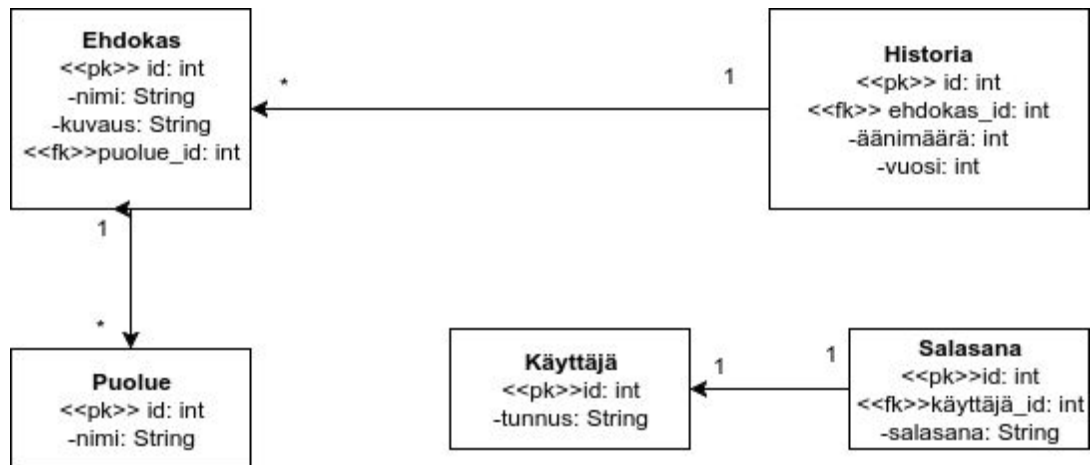 Ehdokas
<<pk>> id: int
-nimi: String
-kuvaus: String
<<fk>>puolue_id: int
*
1
Historia
<<pk>> id: int
<<fk>> ehdokas_id: int
-äänimäärä: int
-vuosi: int
1
*
Puolue
<<pk>> id: int
-nimi: String
Käyttäjä
<<pk>>id: int
-tunnus: String
1
1
Salasana
<<pk>>id: int
<<fk>>käyttäjä_id: int
-salasana: String